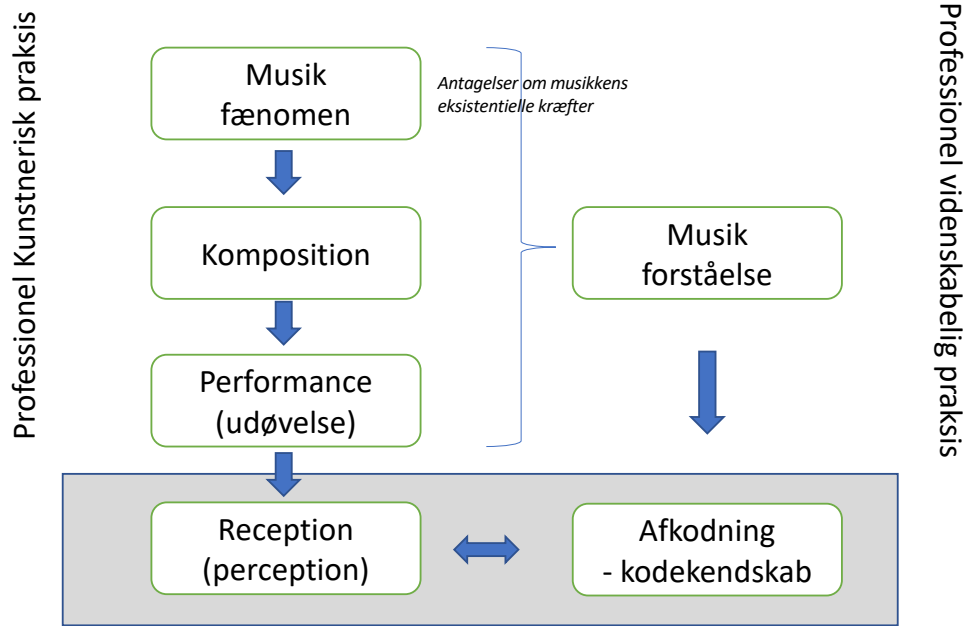 Professionel Kunstnerisk praksis
Musik
fænomen
Antagelser om musikkens
eksistentielle kræfter
Komposition
Performance
(udøvelse)
Reception
(perception)
Musik
forståelse
Afkodning
- kodekendskab
Professionel videnskabelig praksis